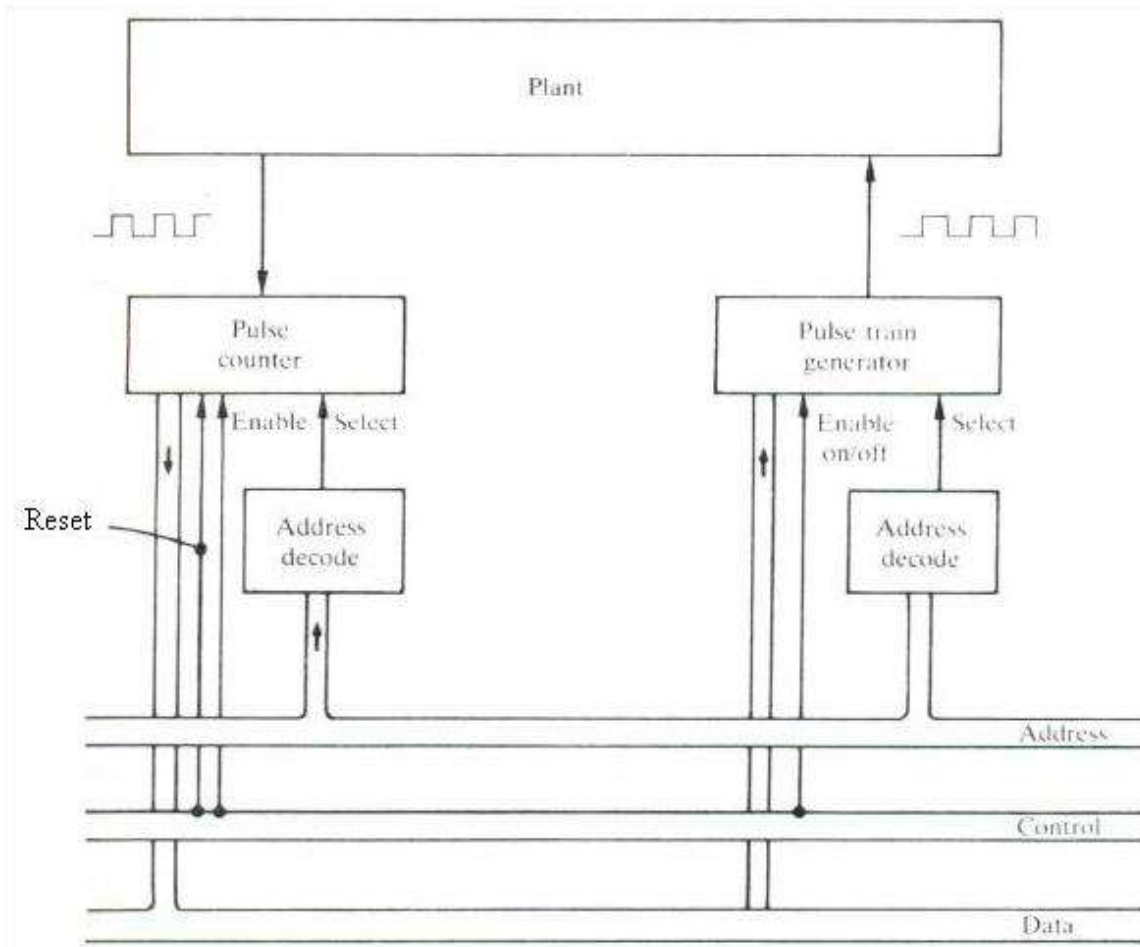 Plant
Pulse
counter
Pulse train
generator
Enable
Select
Enable
on/off
Select
Reset
Address
decode
Address
decode
Address
Control
Data